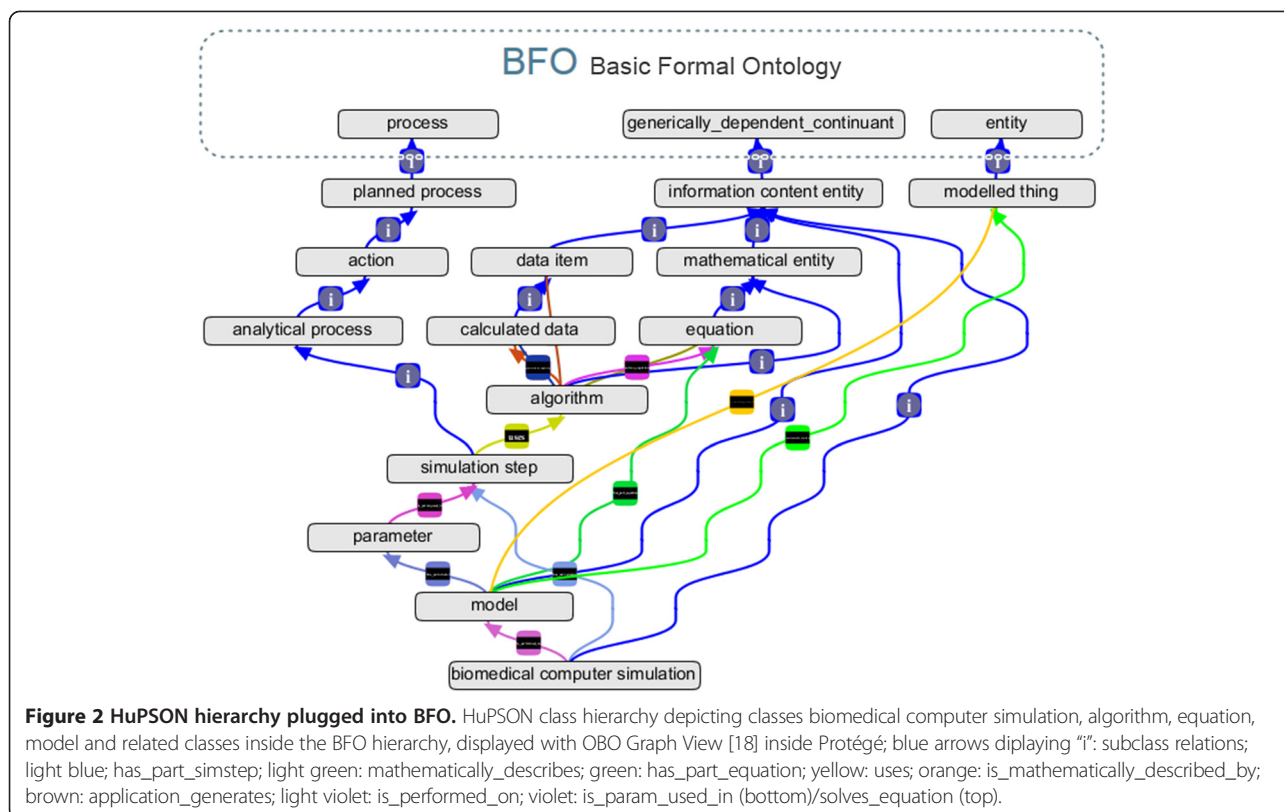 BFO Basic Formal Ontology
process
generically_dependent_continuant
entity
planned process
information content entity
modelled thing
i
i
i
action
data item
mathematical entity
i
i
i
analytical process
calculated data
equation
i
i
algorithm
i
i
uses
simulation step
parameter
model
biomedical computer simulation
Figure 2 HuPSON hierarchy plugged into BFO. HuPSON class hierarchy depicting classes biomedical computer simulation, algorithm, equation,
model and related classes inside the BFO hierarchy, displayed with OBO Graph View [18] inside Protégé; blue arrows diplaying “i”: subclass relations;
light blue; has_part_simstep; light green: mathematically_describes; green: has_part_equation; yellow: uses; orange: is_mathematically_described_by;
brown: application_generates; light violet: is_performed_on; violet: is_param_used_in (bottom)/solves_equation (top).